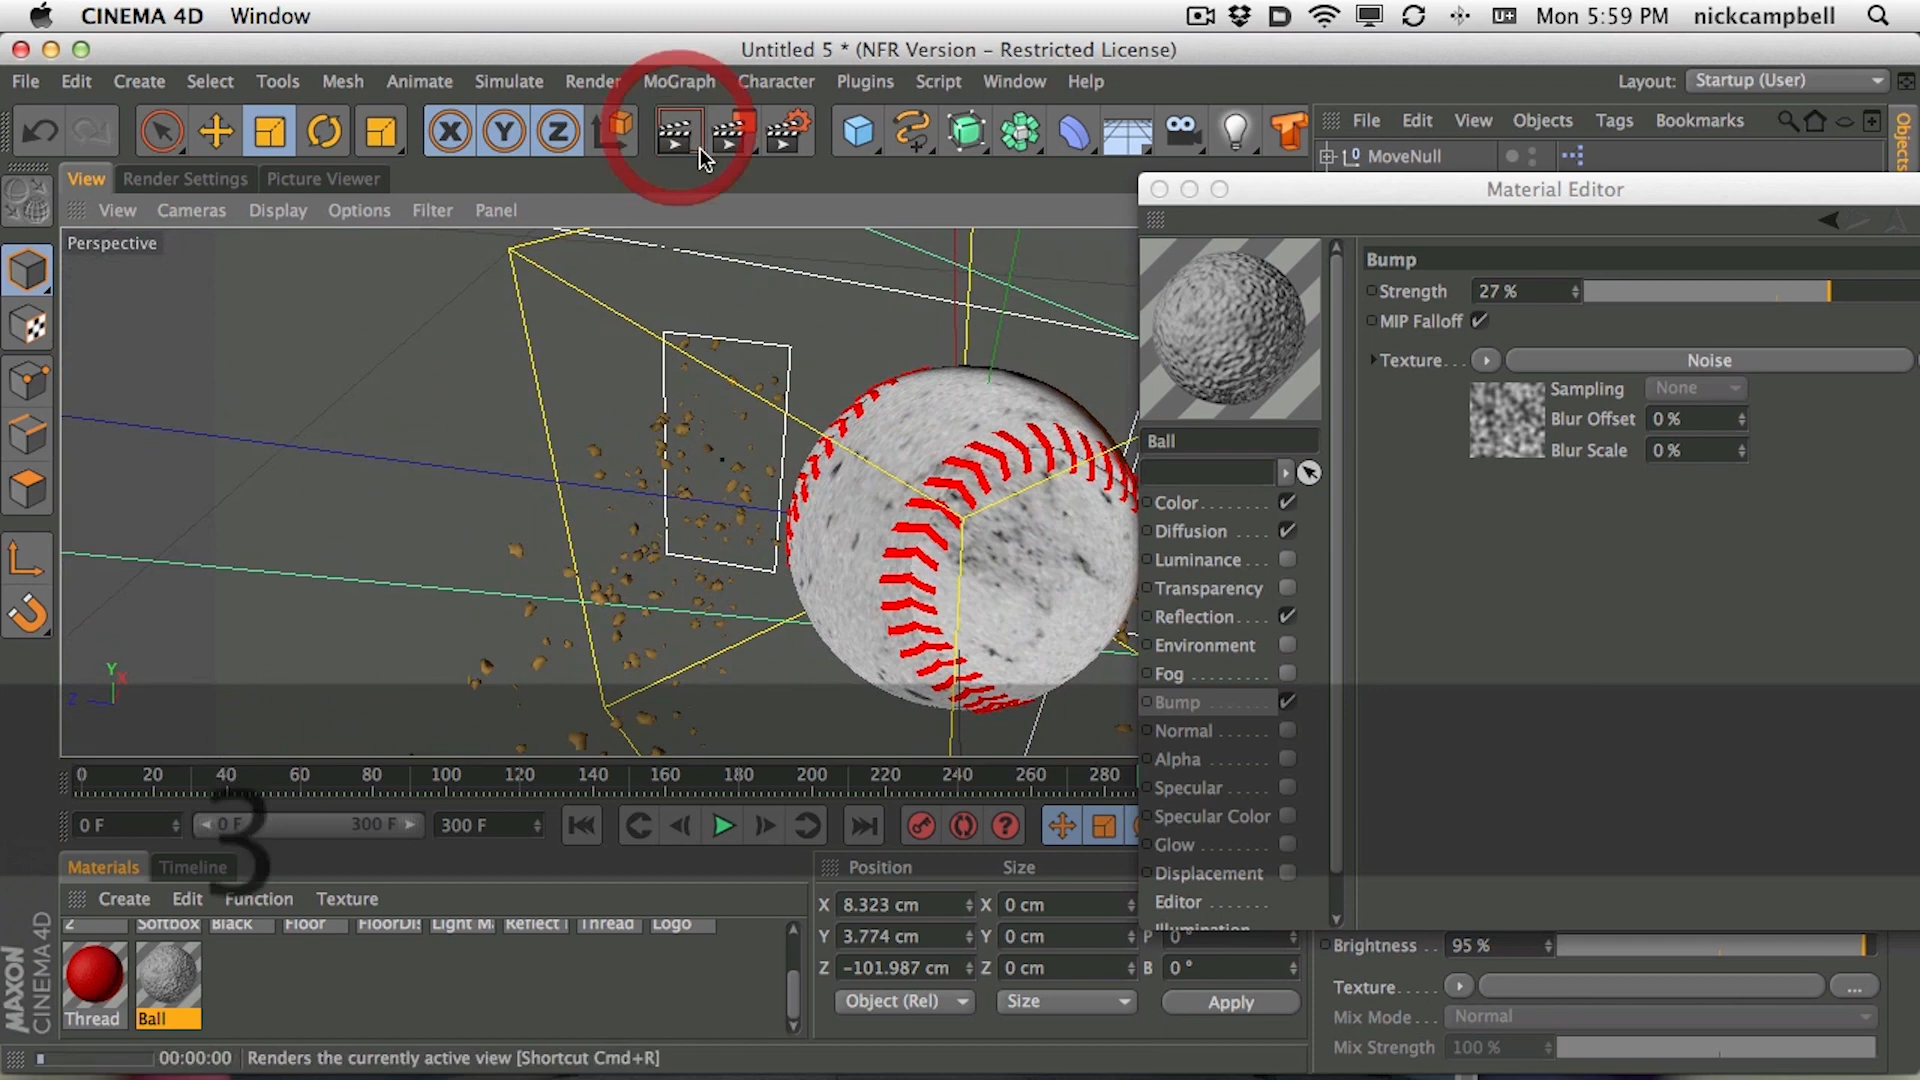 CINEMA 4D Window
Mon 5:59 PM nickcampbell
Untitled 5 * (NFR Version – Restricted License)
File Edit Create Select Tools Mesh Animate Simulate Render MoGraph Character Plugins Script Window Help
Layout: Startup (User)
X Y Z
File Edit View Objects Tags Bookmarks
Objects
MoveNull
View Render Settings Picture Viewer
Material Editor
View Cameras Display Options Filter Panel
Perspective
Bump
Strength 27 %
MIP Falloff
Texture... Noise
Sampling None
Blur Offset 0 %
Blur Scale 0 %
Ball
Color........
Diffusion ....
Luminance....
Transparency
Reflection....
Environment
Fog .........
Bump .......
Normal ......
Alpha .......
Specular .....
Specular Color
Glow ........
Displacement
Editor .......
Y
X
Z
0 20 40 60 80 100 120 140 160 180 200 220 240 260 280
0 F 0 F 300 F 300 F
3
Materials Timeline
Create Edit Function Texture
2 Softbox Black Floor FloorDis Light M Reflect Thread Logo
Thread Ball
Position Size
X 8.323 cm X 0 cm
Y 3.774 cm Y 0 cm P 0 °
Z -101.987 cm Z 0 cm B 0 °
Object (Rel) Size Apply
Brightness .. 95 %
Texture..... ...
Mix Mode... Normal
Mix Strength 100 %
MAXON
CINEMA 4D
00:00:00 Renders the currently active view [Shortcut Cmd+R]